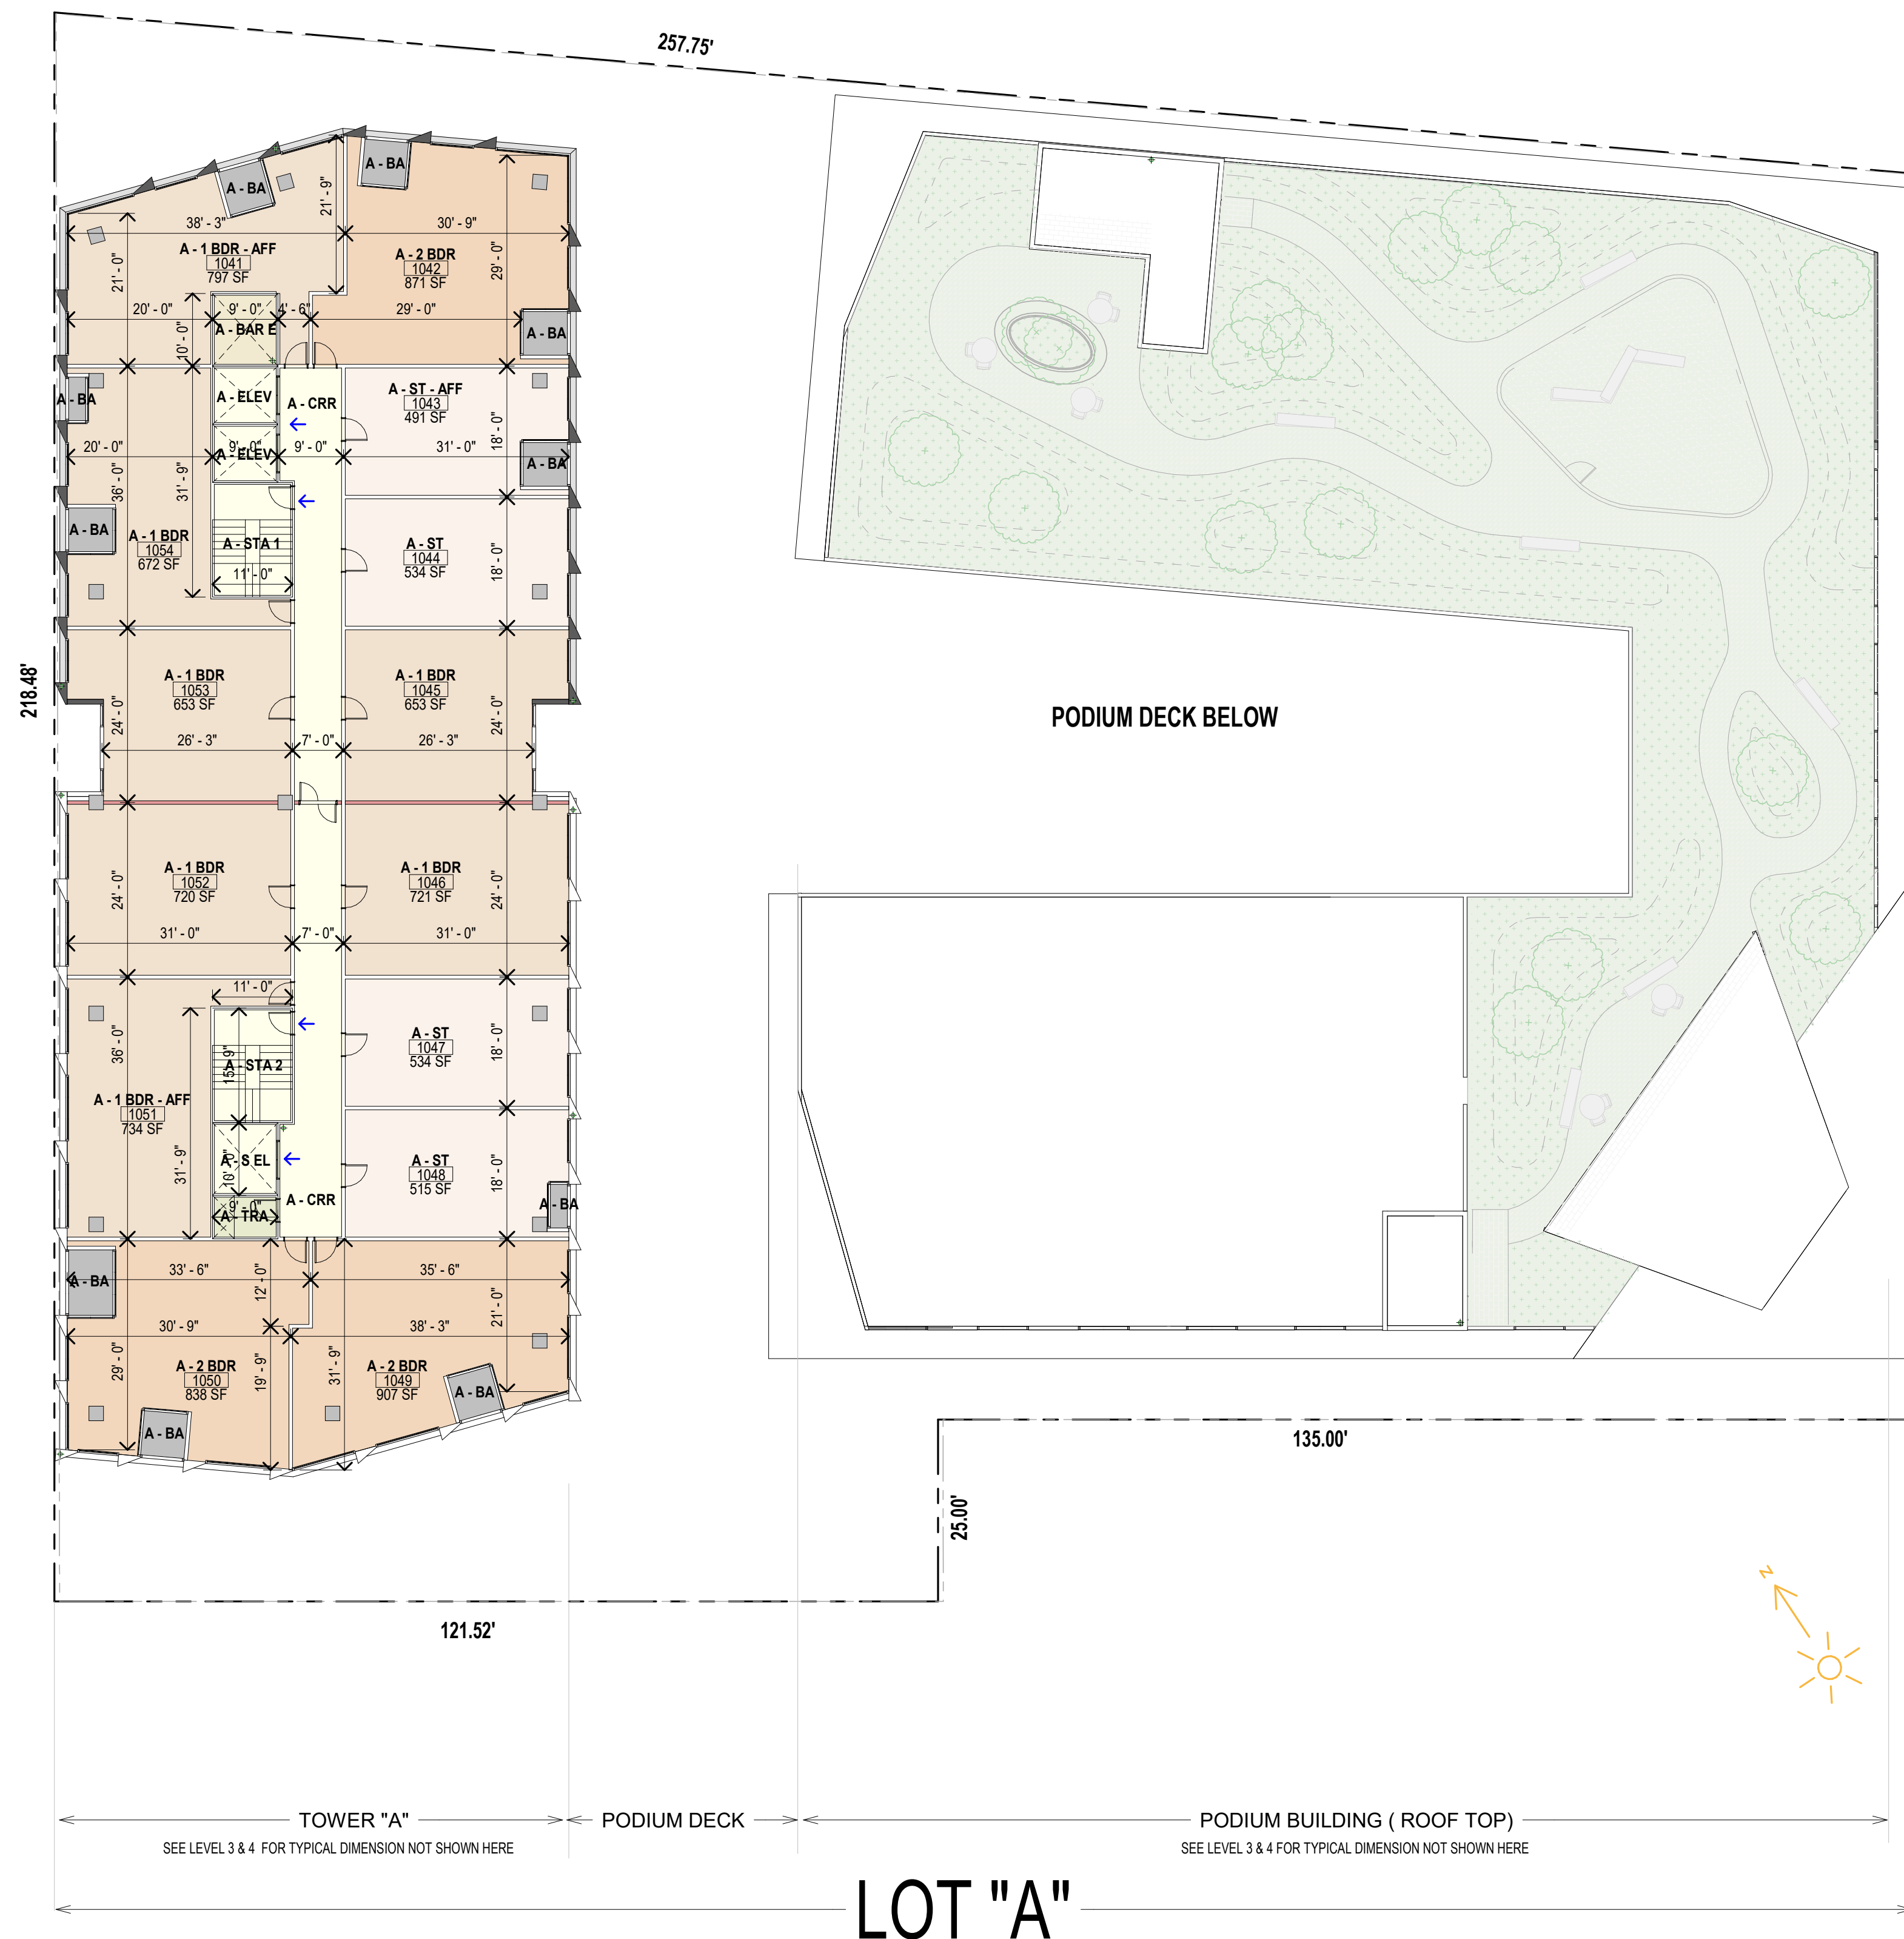 257.75'
A - BA
A - BA
21' - 9"
38' - 3"
30' - 9"
A - 1 BDR - AFF
1041
797 SF
A - 2 BDR
1042
871 SF
21' - 0"
29' - 0"
20' - 0"
9' - 0"
4' - 6"
29' - 0"
A - BAR E
10' - 0"
A - BA
A - BA
A - ELEV
A - CRR
A - ST - AFF
1043
491 SF
18' - 0"
20' - 0"
9' - 0"
A - ELEV
9' - 0"
31' - 0"
A - BA
36' - 0"
31' - 9"
A - BA
A - 1 BDR
1054
672 SF
A - STA 1
11' - 0"
A - ST
1044
534 SF
18' - 0"
218.48'
A - 1 BDR
1053
653 SF
A - 1 BDR
1045
653 SF
24' - 0"
24' - 0"
26' - 3"
7' - 0"
26' - 3"
PODIUM DECK BELOW
A - 1 BDR
1052
720 SF
A - 1 BDR
1046
721 SF
24' - 0"
24' - 0"
31' - 0"
7' - 0"
31' - 0"
11' - 0"
36' - 0"
15' - 9"
A - STA 2
A - ST
1047
534 SF
18' - 0"
A - 1 BDR - AFF
1051
734 SF
31' - 9"
A - S EL
10' - 0"
9' - 0"
A - TRA
A - CRR
A - ST
1048
515 SF
18' - 0"
A - BA
A - BA
33' - 6"
12' - 0"
35' - 6"
21' - 0"
30' - 9"
38' - 3"
29' - 0"
A - 2 BDR
1050
838 SF
19' - 9"
31' - 9"
A - 2 BDR
1049
907 SF
A - BA
A - BA
135.00'
25.00'
121.52'
N
TOWER "A"
PODIUM DECK
PODIUM BUILDING ( ROOF TOP)
SEE LEVEL 3 & 4 FOR TYPICAL DIMENSION NOT SHOWN HERE
SEE LEVEL 3 & 4 FOR TYPICAL DIMENSION NOT SHOWN HERE
LOT "A"